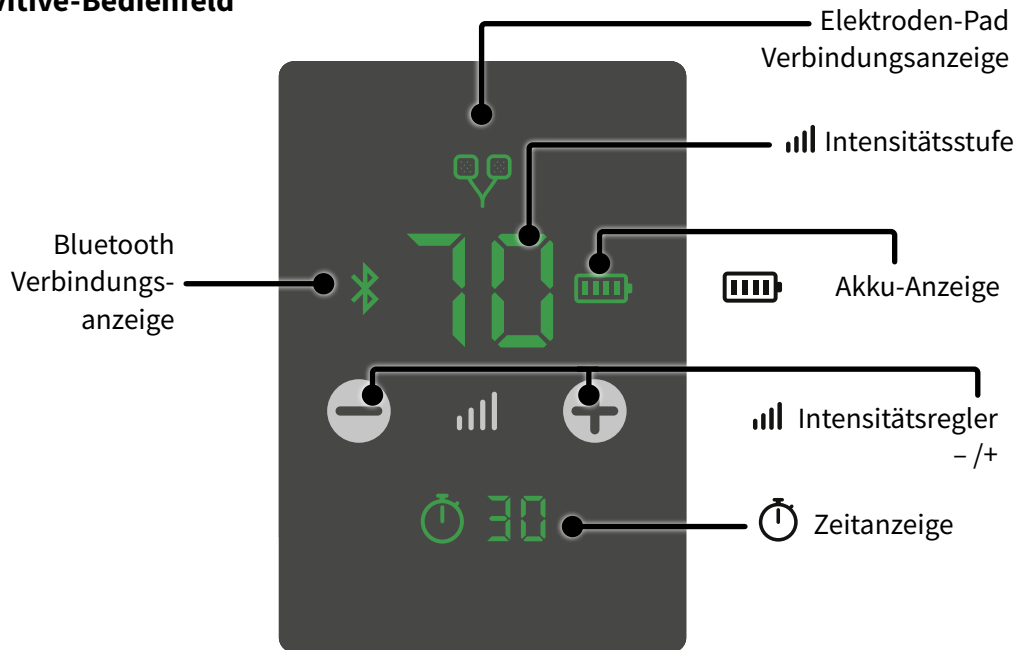 Elektroden-Pad
Verbindungsanzeige
Intensitätsstufe
Bluetooth
Verbindungs-
anzeige
70
Akku-Anzeige
Intensitätsregler
– /+
30
Zeitanzeige